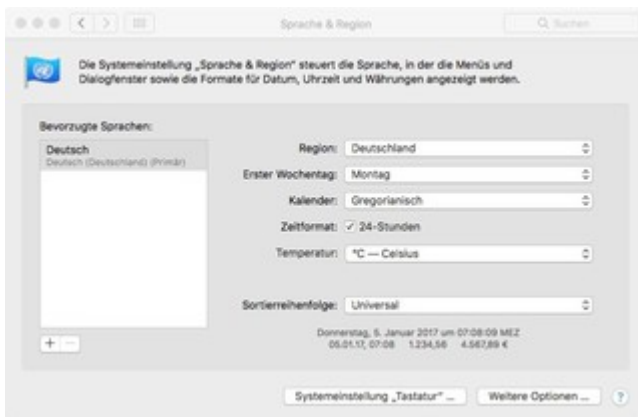 Sprache & Region
Suchen
Die Systemeinstellung „Sprache & Region“ steuert die Sprache, in der die Menüs und
Dialogfenster sowie die Formate für Datum, Uhrzeit und Währungen angezeigt werden.
Bevorzugte Sprachen:
Deutsch
Deutsch (Deutschland) (Primär)
Region: Deutschland
Erster Wochentag: Montag
Kalender: Gregorianisch
Zeitformat: 24-Stunden
Temperatur: °C — Celsius
Sortierreihenfolge: Universal
Donnerstag, 5. Januar 2017 um 07:08:09 MEZ
05.01.17, 07:08 1.234,56 4.567,89 €
+ −
Systemeinstellung „Tastatur“ ... Weitere Optionen ... ?